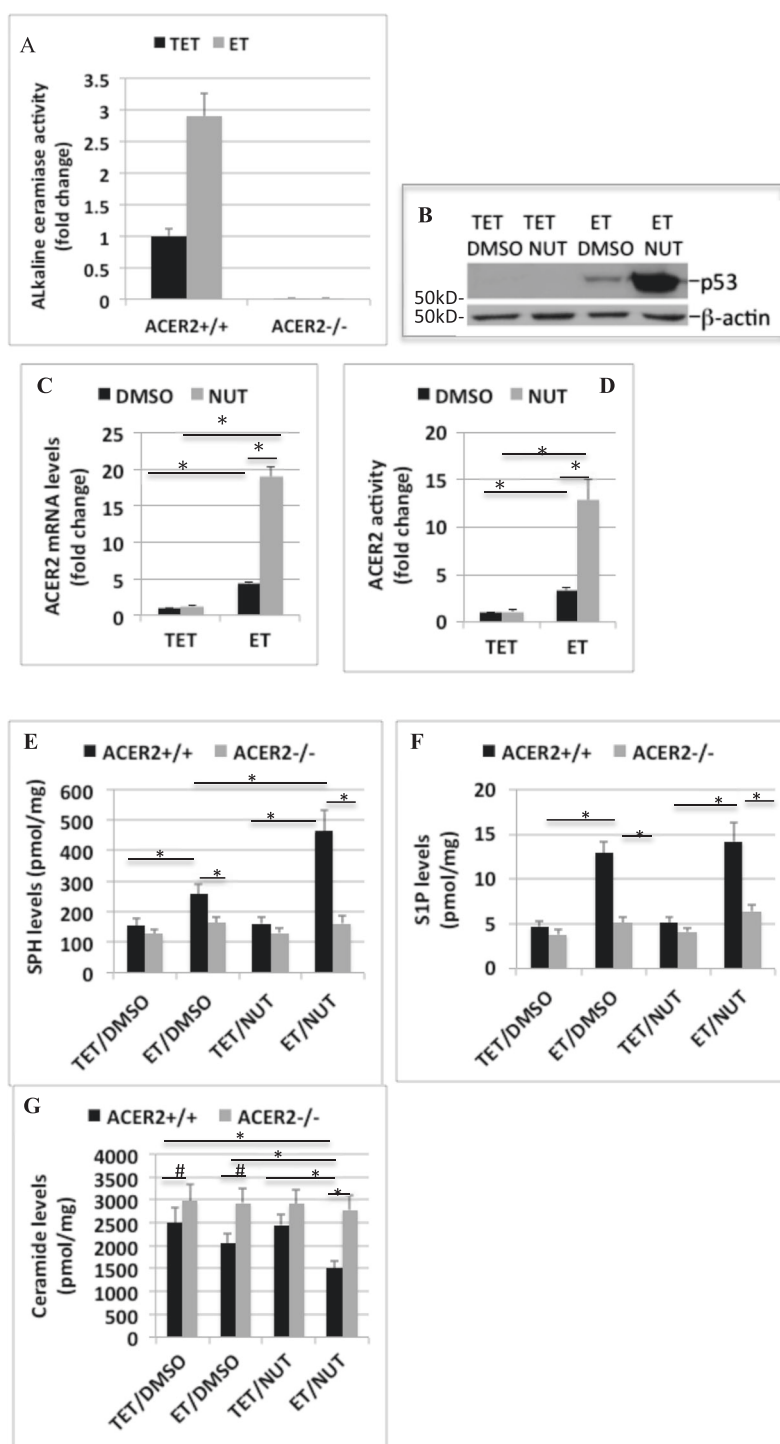 A
TET ET
ALkaline ceramiase activity
(fold change)
3.5
3
2.5
2
1.5
1
0.5
0
ACER2+/+ ACER2-/-
B
TET TET ET ET
DMSO NUT DMSO NUT
p53
50kD-
50kD-
β-actin
C
DMSO NUT
ACER2 mRNA levels
(fold change)
25
20
15
10
5
0
*
*
*
TET ET
D
DMSO NUT
ACER2 activity
(fold change)
20
15
10
5
0
*
*
*
TET ET
E
ACER2+/+ ACER2-/-
SPH levels (pmol/mg)
600
500
400
300
200
100
0
*
*
*
*
*
TET/DMSO
ET/DMSO
TET/NUT
ET/NUT
F
ACER2+/+ ACER2-/-
S1P levels
(pmol/mg)
20
15
10
5
0
*
*
*
*
TET/DMSO
ET/DMSO
TET/NUT
ET/NUT
G
ACER2+/+ ACER2-/-
Ceramide levels
(pmol/mg)
4000
3500
3000
2500
2000
1500
1000
500
0
*
*
# # *
*
TET/DMSO
ET/DMSO
TET/NUT
ET/NUT